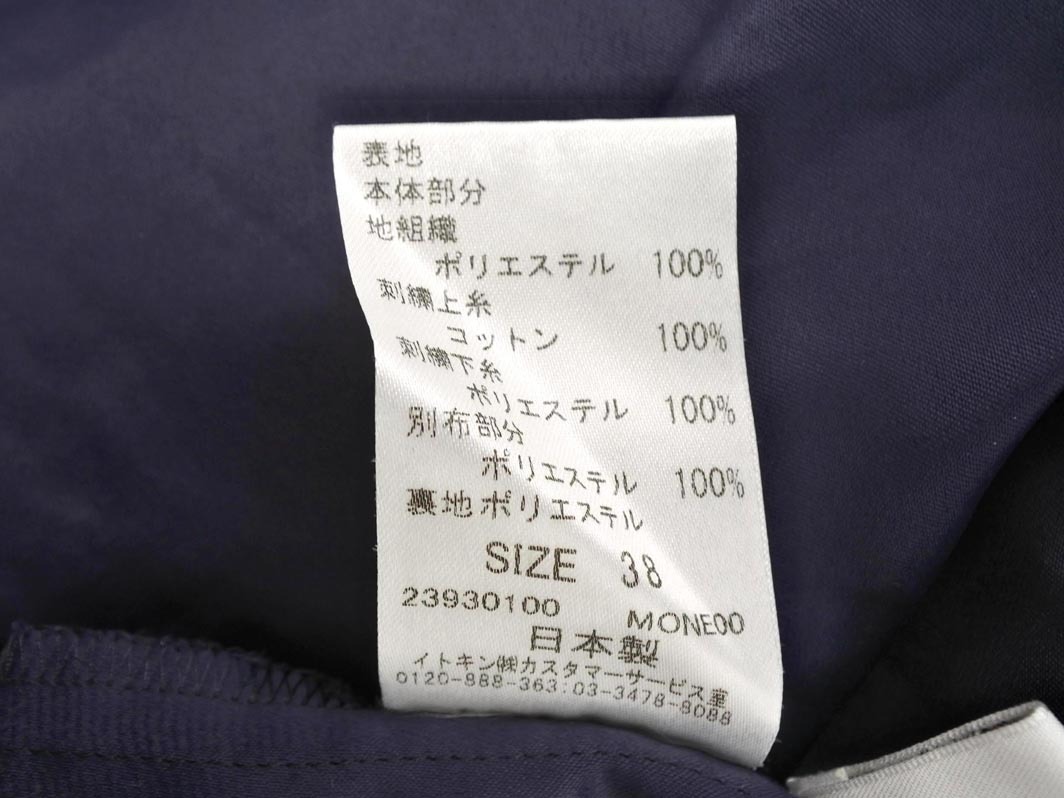 表地
本体部分
地組織
ポリエステル 100%
刺繍上糸
コットン 100%
刺繍下糸
ポリエステル 100%
別布部分
ポリエステル 100%
裏地ポリエステル
SIZE 38
23930100 MONE00
日本製
イトキン㈱カスタマーサービス室
0120-888-363:03-3478-8088